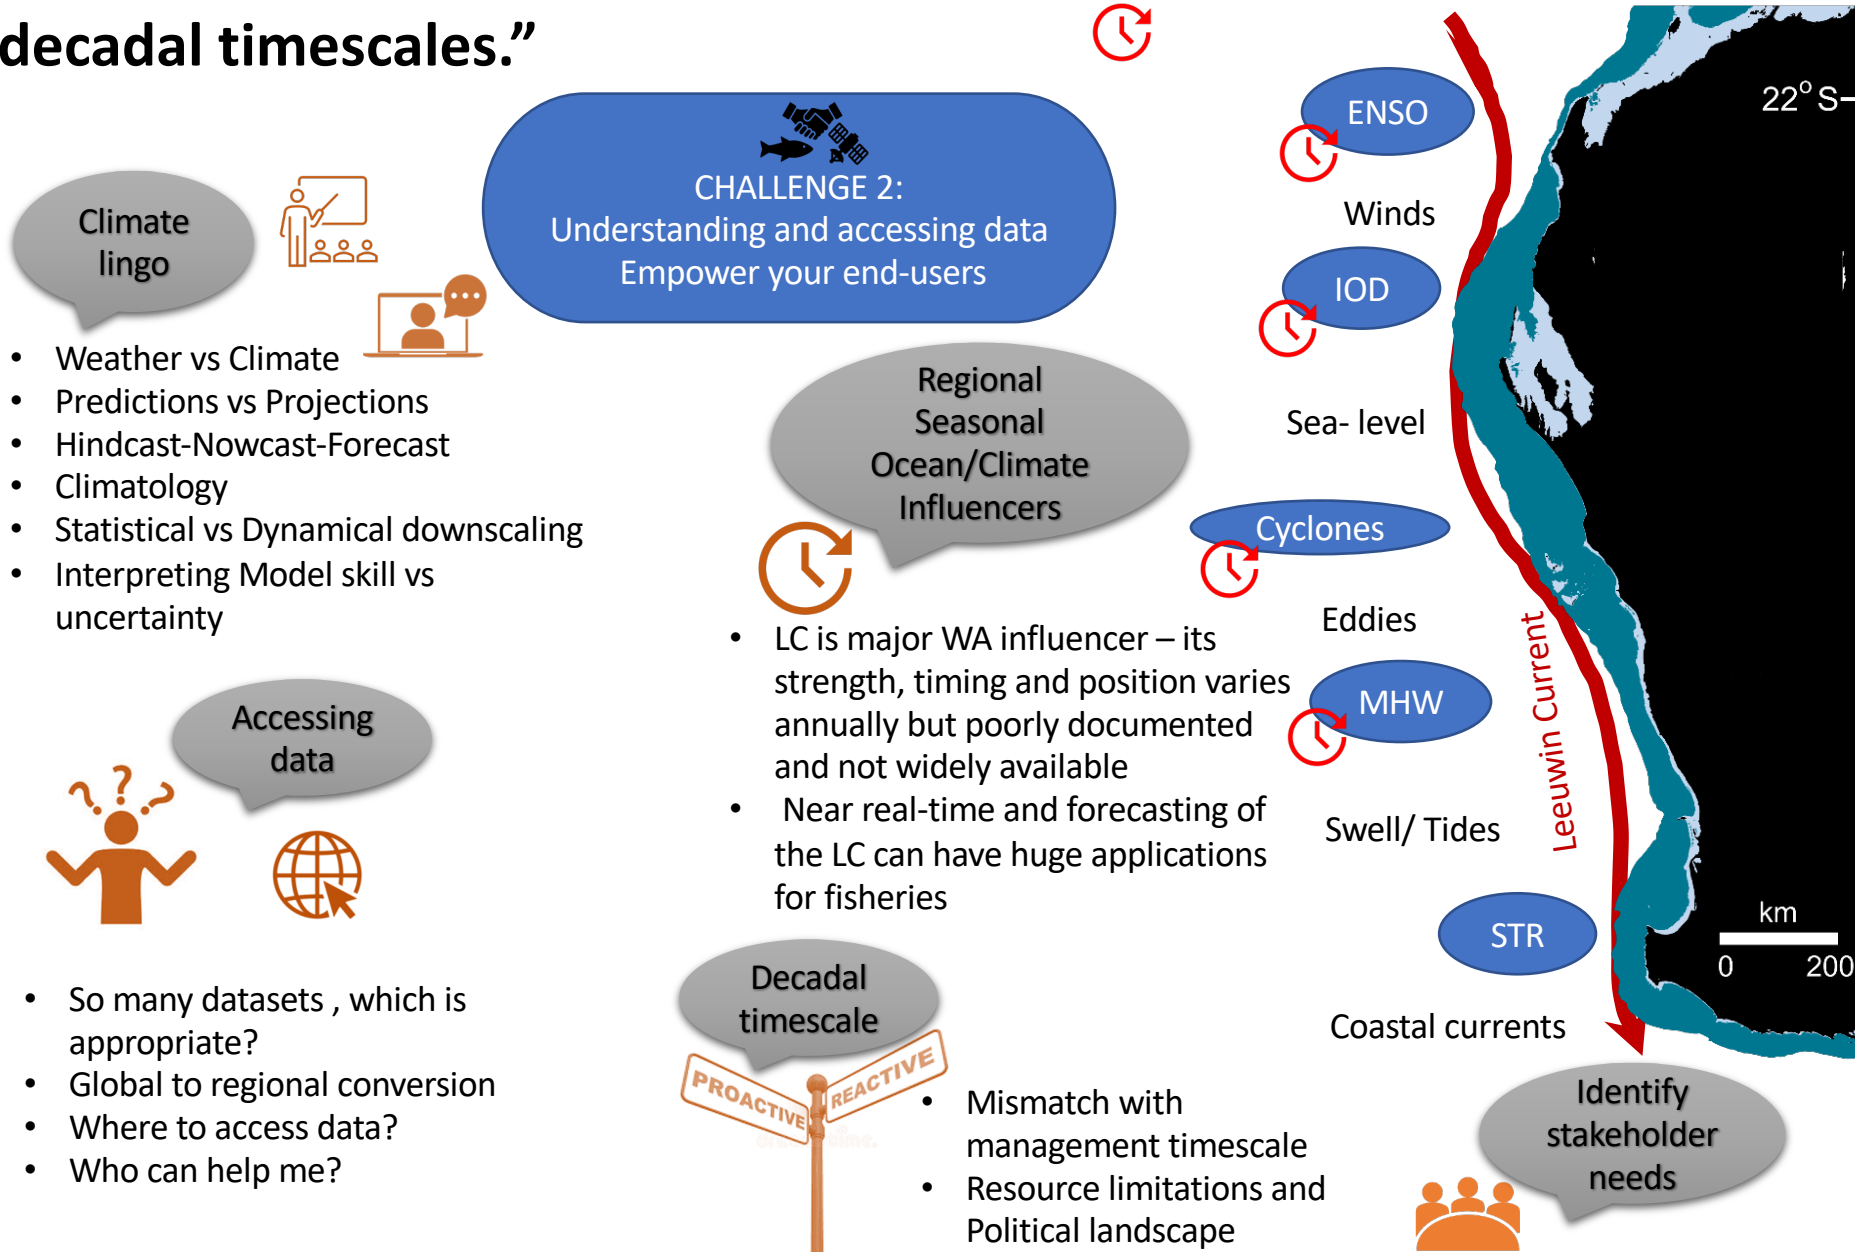 decadal timescales.”
CHALLENGE 2:
Understanding and accessing data
Empower your end-users
Climate
lingo
• Weather vs Climate
• Predictions vs Projections
• Hindcast-Nowcast-Forecast
• Climatology
• Statistical vs Dynamical downscaling
• Interpreting Model skill vs
uncertainty
Accessing
data
• So many datasets , which is
appropriate?
• Global to regional conversion
• Where to access data?
• Who can help me?
Regional
Seasonal
Ocean/Climate
Influencers
• LC is major WA influencer – its
strength, timing and position varies
annually but poorly documented
and not widely available
• Near real-time and forecasting of
the LC can have huge applications
for fisheries
Decadal
timescale
PROACTIVE
REACTIVE
• Mismatch with
management timescale
• Resource limitations and
Political landscape
ENSO
Winds
IOD
Sea- level
Cyclones
Eddies
MHW
Swell/ Tides
STR
Coastal currents
Leeuwin Current
22° S
km
0 200
Identify
stakeholder
needs